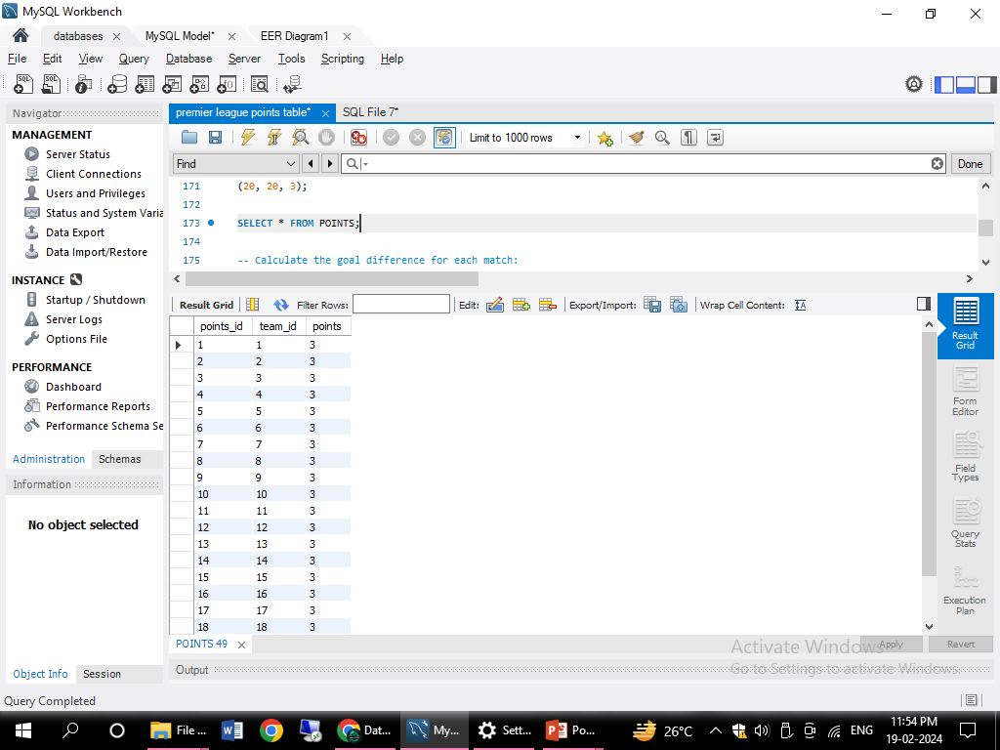 MySQL Workbench
databases MySQL Model* EER Diagram1
File Edit View Query Database Server Tools Scripting Help
Navigator
MANAGEMENT
Server Status
Client Connections
Users and Privileges
Status and System Varia
Data Export
Data Import/Restore
INSTANCE
Startup / Shutdown
Server Logs
Options File
PERFORMANCE
Dashboard
Performance Reports
Performance Schema Se
Administration Schemas
Information
No object selected
Object Info Session
premier league points table* SQL File 7*
Limit to 1000 rows
Find Done
171 (20, 20, 3);
172
173 SELECT * FROM POINTS;
174
175 -- Calculate the goal difference for each match:
Result Grid Filter Rows: Edit: Export/Import: Wrap Cell Content:
points_id team_id points
1 1 3
2 2 3
3 3 3
4 4 3
5 5 3
6 6 3
7 7 3
8 8 3
9 9 3
10 10 3
11 11 3
12 12 3
13 13 3
14 14 3
15 15 3
16 16 3
17 17 3
18 18 3
Result
Grid
Form
Editor
Field
Types
Query
Stats
Execution
Plan
POINTS 49 Apply Revert
Output
Activate Windows
Go to Settings to activate Windows.
Query Completed
File ... Dat... My... Sett... Po... 26°C ENG
11:54 PM
19-02-2024